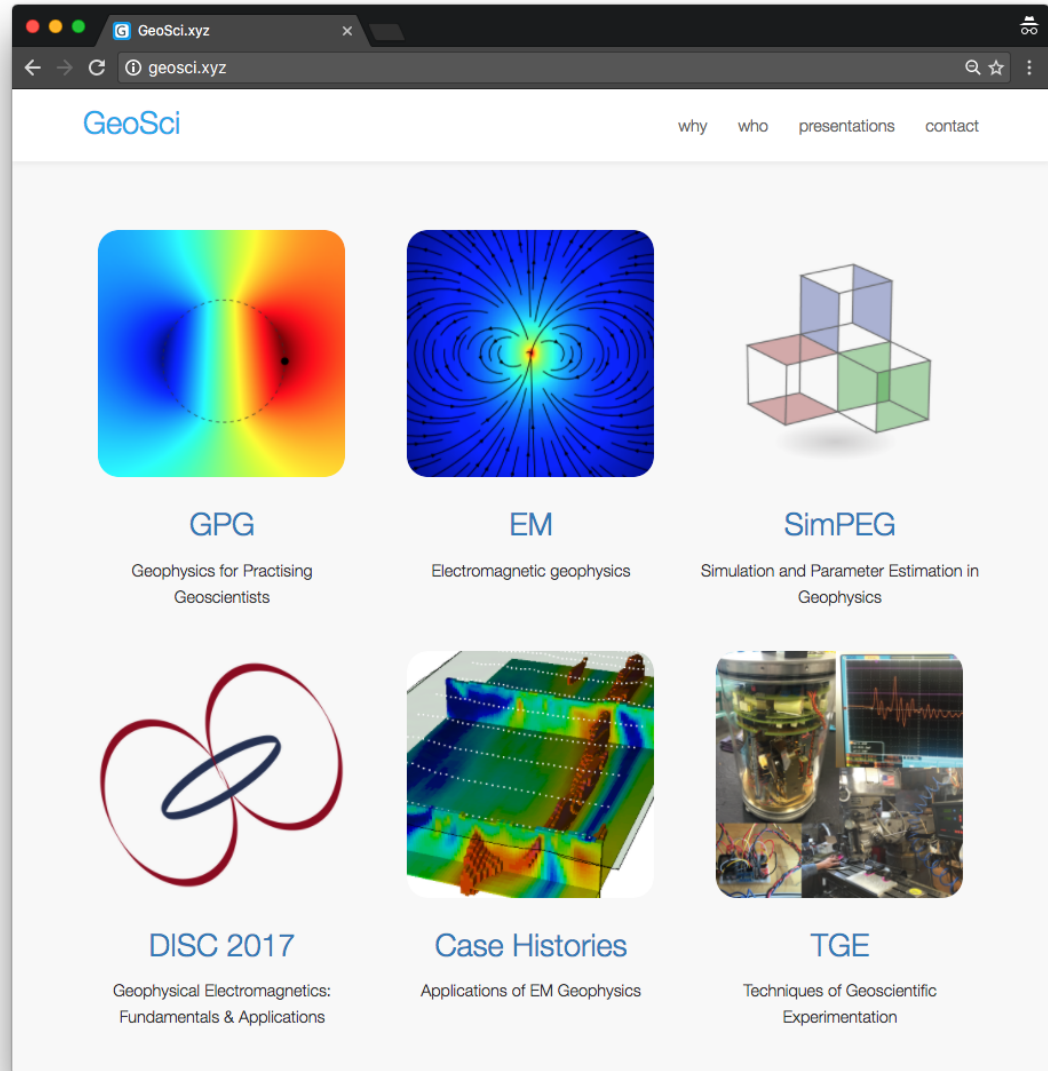 GeoSci.xyz
geosci.xyz
GeoSci
why who presentations contact
GPG
Geophysics for Practising
Geoscientists
EM
Electromagnetic geophysics
SimPEG
Simulation and Parameter Estimation in
Geophysics
DISC 2017
Geophysical Electromagnetics:
Fundamentals & Applications
Case Histories
Applications of EM Geophysics
TGE
Techniques of Geoscientific
Experimentation